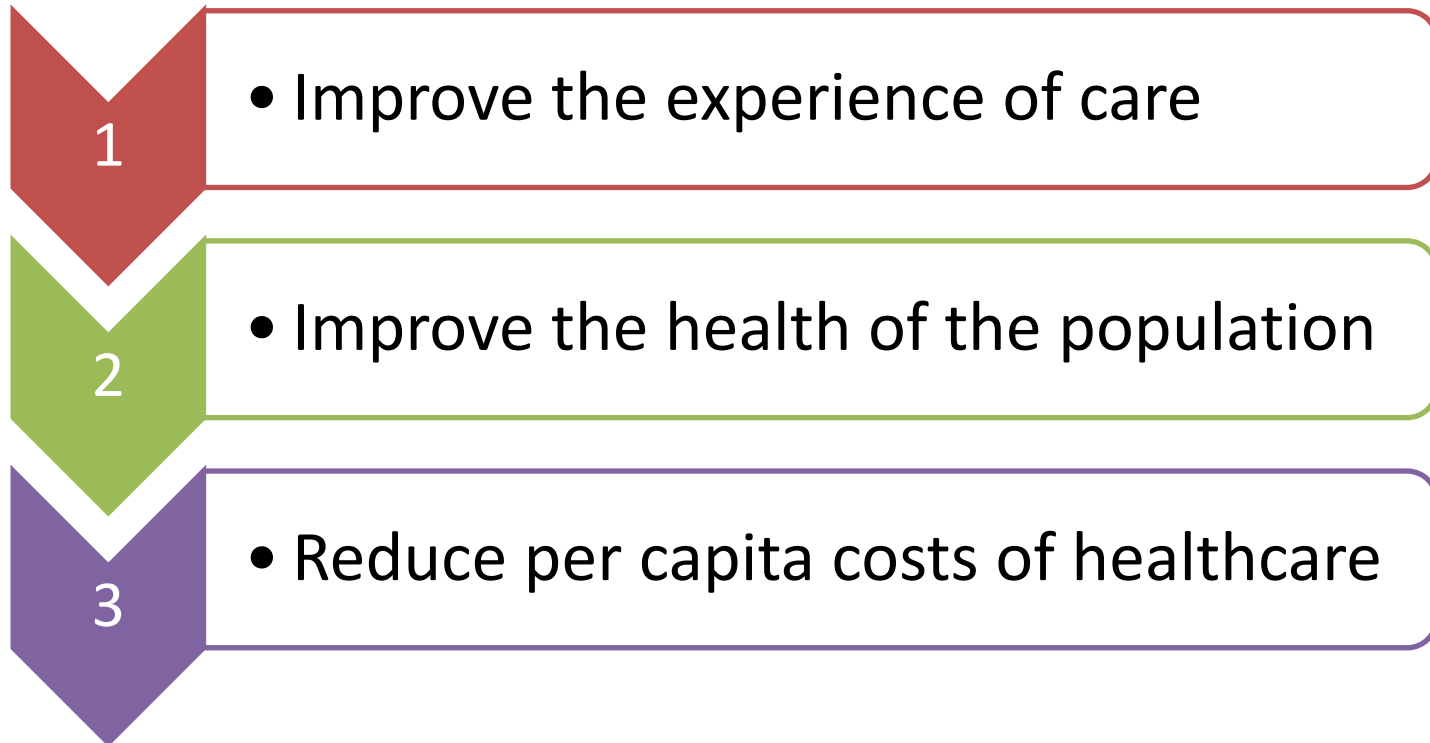 1
• Improve the experience of care
2
• Improve the health of the population
3
• Reduce per capita costs of healthcare